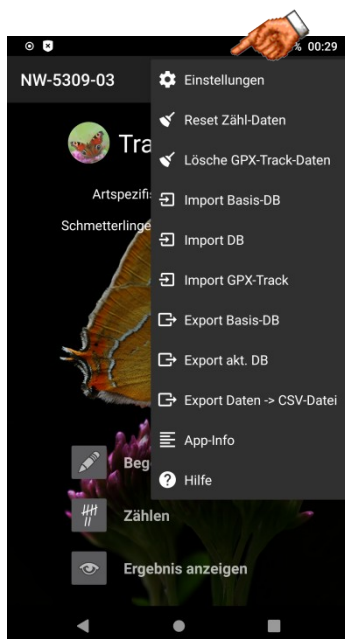 % 00:29
NW-5309-03
Einstellungen
Reset Zähl-Daten
Tra
Lösche GPX-Track-Daten
Artspezifi
Import Basis-DB
Schmetterlinge
Import DB
Import GPX-Track
Export Basis-DB
Export akt. DB
Export Daten -> CSV-Datei
App-Info
Beg
Hilfe
Zählen
Ergebnis anzeigen